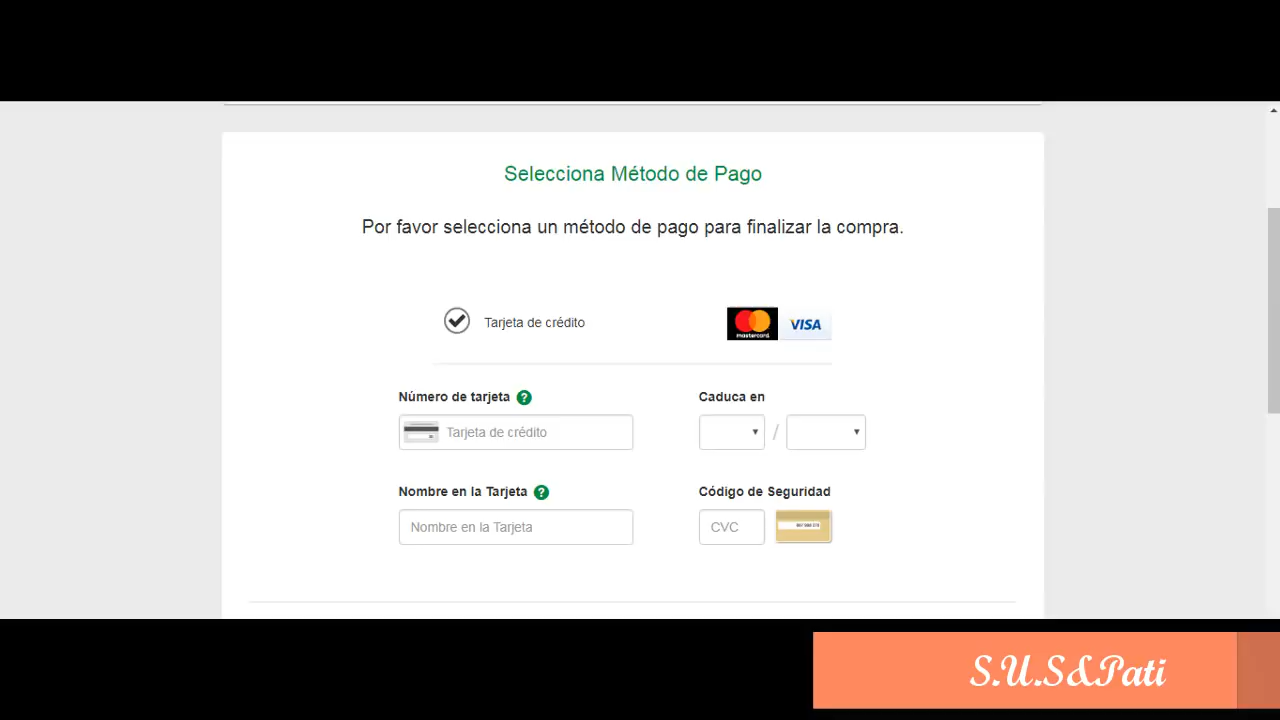 Selecciona Método de Pago
Por favor selecciona un método de pago para finalizar la compra.
Tarjeta de crédito
mastercard
VISA
Número de tarjeta ?
Caduca en
Tarjeta de crédito
/
Nombre en la Tarjeta ?
Código de Seguridad
Nombre en la Tarjeta
CVC
S.U.S&Pati